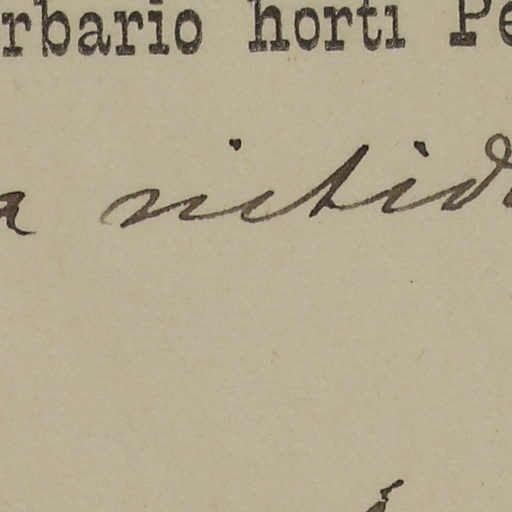 rbario horti Pe
a nitid